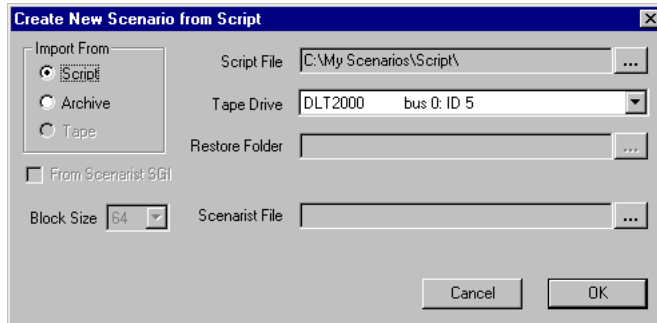 Create New Scenario from Script
Import From
Script
Archive
Tape
From Scenarist SGI
Block Size 64
Script File C:\My Scenarios\Script\ ...
Tape Drive DLT2000 bus 0: ID 5
Restore Folder ...
Scenarist File ...
Cancel OK